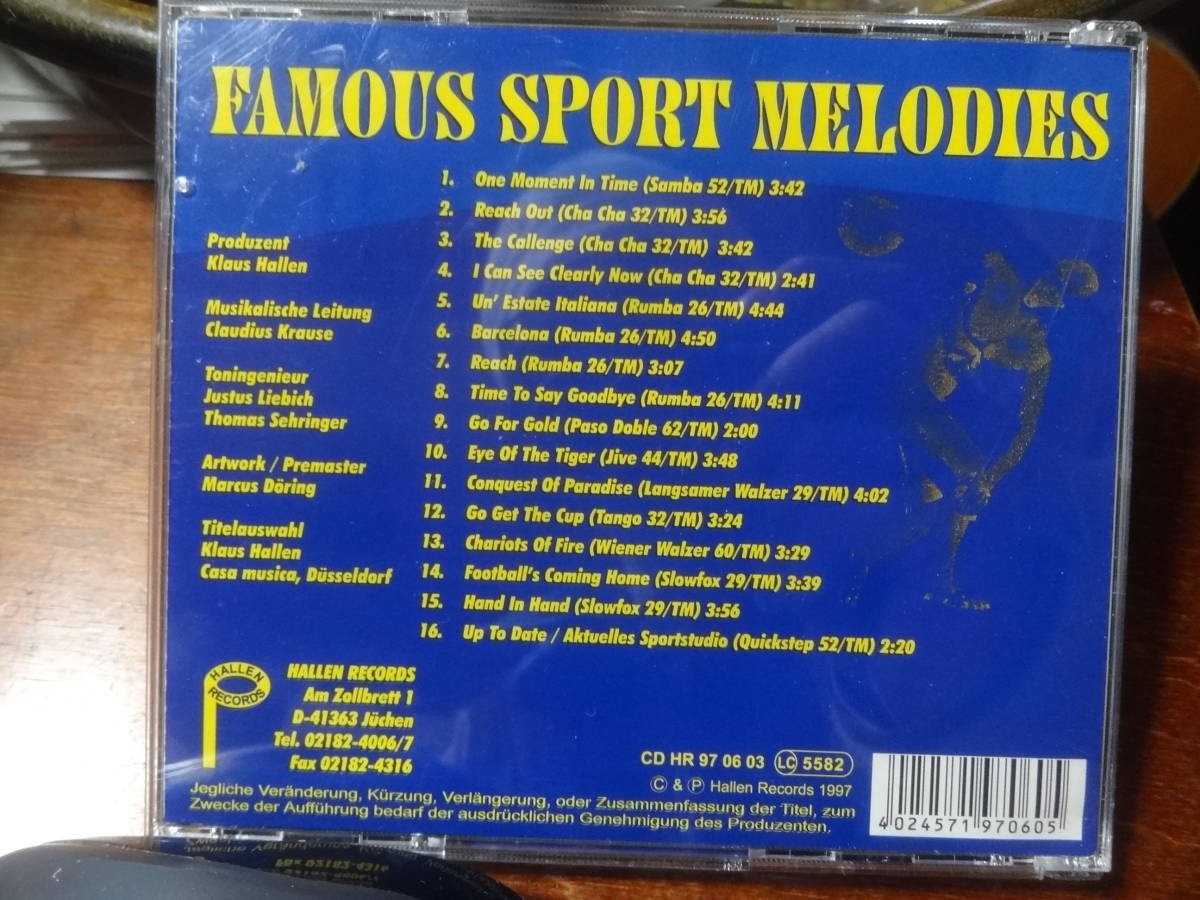 FAMOUS SPORT MELODIES
1. One Moment In Time (Samba 52/TM) 3:42
2. Reach Out (Cha Cha 32/TM) 3:56
3. The Callenge (Cha Cha 32/TM) 3:42
4. I Can See Clearly Now (Cha Cha 32/TM) 2:41
5. Un' Estate Italiana (Rumba 26/TM) 4:44
6. Barcelona (Rumba 26/TM) 4:50
7. Reach (Rumba 26/TM) 3:07
8. Time To Say Goodbye (Rumba 26/TM) 4:11
9. Go For Gold (Paso Doble 62/TM) 2:00
10. Eye Of The Tiger (Jive 44/TM) 3:48
11. Conquest Of Paradise (Langsamer Walzer 29/TM) 4:02
12. Go Get The Cup (Tango 32/TM) 3:24
13. Chariots Of Fire (Wiener Walzer 60/TM) 3:29
14. Football's Coming Home (Slowfox 29/TM) 3:39
15. Hand In Hand (Slowfox 29/TM) 3:56
16. Up To Date / Aktuelles Sportstudio (Quickstep 52/TM) 2:20
Produzent
Klaus Hallen
Musikalische Leitung
Claudius Krause
Toningenieur
Justus Liebich
Thomas Sehringer
Artwork / Premaster
Marcus Döring
Titelauswahl
Klaus Hallen
Casa musica, Düsseldorf
HALLEN
RECORDS
HALLEN RECORDS
Am Zollbrett 1
D-41363 Jüchen
Tel. 02182-4006/7
Fax 02182-4316
CD HR 97 06 03 LC 5582
© & ℗ Hallen Records 1997
Jegliche Veränderung, Kürzung, Verlängerung, oder Zusammenfassung der Titel, zum
Zwecke der Aufführung bedarf der ausdrücklichen Genehmigung des Produzenten.
4 024571 970605